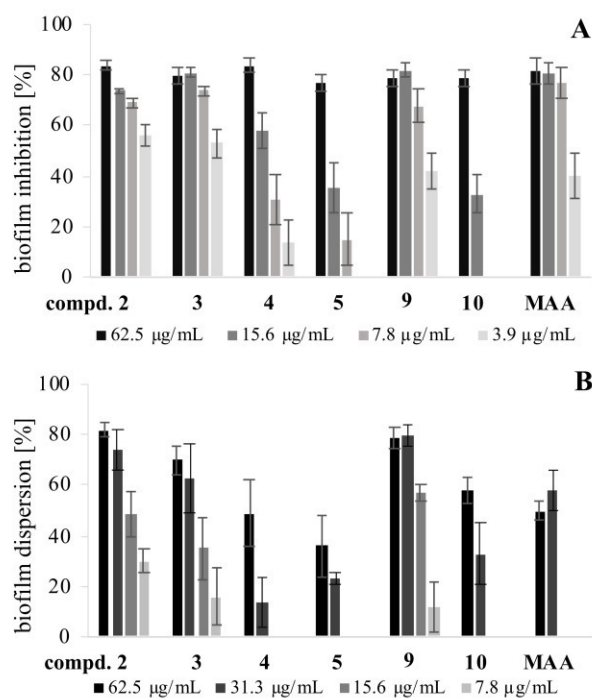 A
biofilm inhibition [%]
100
80
60
40
20
0
compd. 2 3 4 5 9 10 MAA
62.5 µg/mL 15.6 µg/mL 7.8 µg/mL 3.9 µg/mL
B
biofilm dispersion [%]
100
80
60
40
20
0
compd. 2 3 4 5 9 10 MAA
62.5 µg/mL 31.3 µg/mL 15.6 µg/mL 7.8 µg/mL